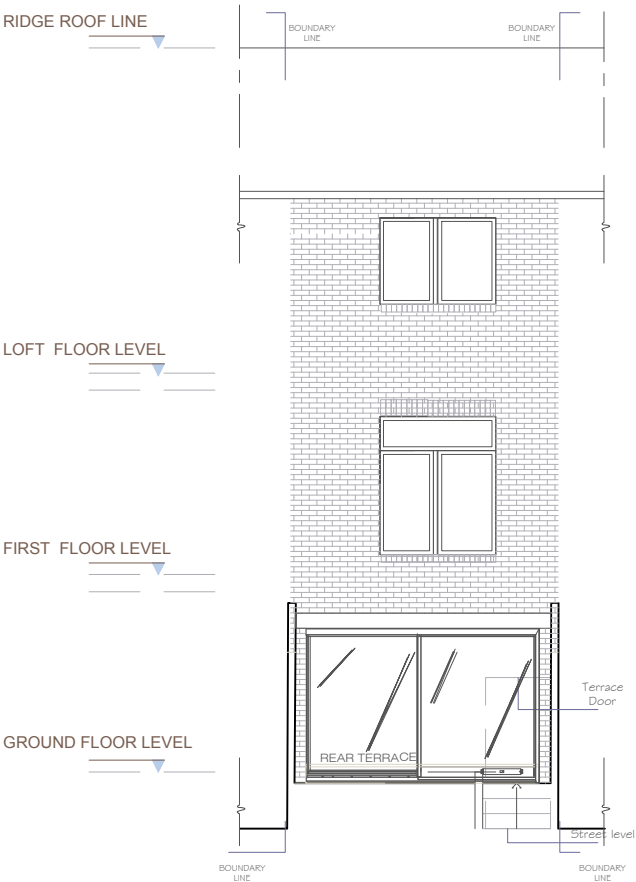 RIDGE ROOF LINE
BOUNDARY
LINE
BOUNDARY
LINE
LOFT FLOOR LEVEL
FIRST FLOOR LEVEL
Terrace
Door
GROUND FLOOR LEVEL
REAR TERRACE
Street level
BOUNDARY
LINE
BOUNDARY
LINE